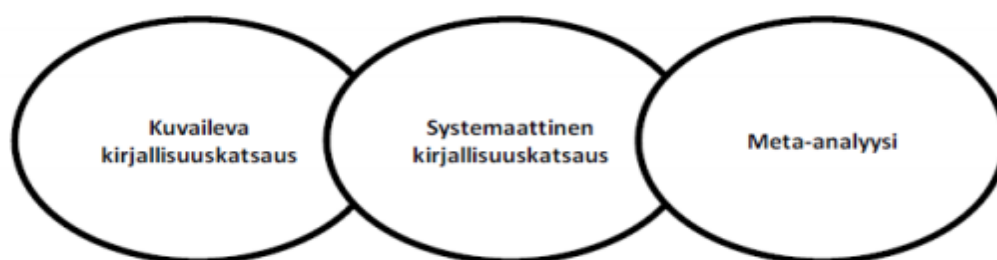 Kuvaileva
kirjallisuuskatsaus
Systemaattinen
kirjallisuuskatsaus
Meta-analyysi